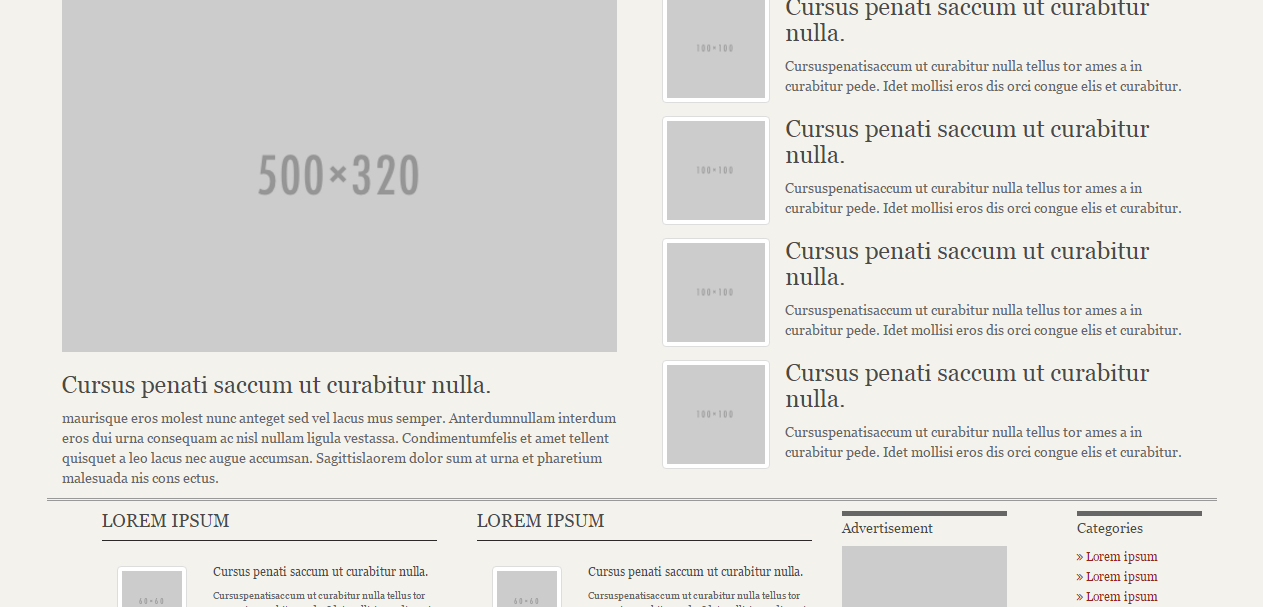 500×320
Cursus penati saccum ut curabitur nulla.
maurisque eros molest nunc anteget sed vel lacus mus semper. Anterdumnullam interdum
eros dui urna consequam ac nisl nullam ligula vestassa. Condimentumfelis et amet tellent
quisquet a leo lacus nec augue accumsan. Sagittislaorem dolor sum at urna et pharetium
malesuada nis cons ectus.
100×100
Cursus penati saccum ut curabitur
nulla.
Cursuspenatisaccum ut curabitur nulla tellus tor ames a in
curabitur pede. Idet mollisi eros dis orci congue elis et curabitur.
100×100
Cursus penati saccum ut curabitur
nulla.
Cursuspenatisaccum ut curabitur nulla tellus tor ames a in
curabitur pede. Idet mollisi eros dis orci congue elis et curabitur.
100×100
Cursus penati saccum ut curabitur
nulla.
Cursuspenatisaccum ut curabitur nulla tellus tor ames a in
curabitur pede. Idet mollisi eros dis orci congue elis et curabitur.
100×100
Cursus penati saccum ut curabitur
nulla.
Cursuspenatisaccum ut curabitur nulla tellus tor ames a in
curabitur pede. Idet mollisi eros dis orci congue elis et curabitur.
LOREM IPSUM
60×60
Cursus penati saccum ut curabitur nulla.
Cursuspenatisaccum ut curabitur nulla tellus tor
LOREM IPSUM
60×60
Cursus penati saccum ut curabitur nulla.
Cursuspenatisaccum ut curabitur nulla tellus tor
Advertisement
Categories
» Lorem ipsum
» Lorem ipsum
» Lorem ipsum